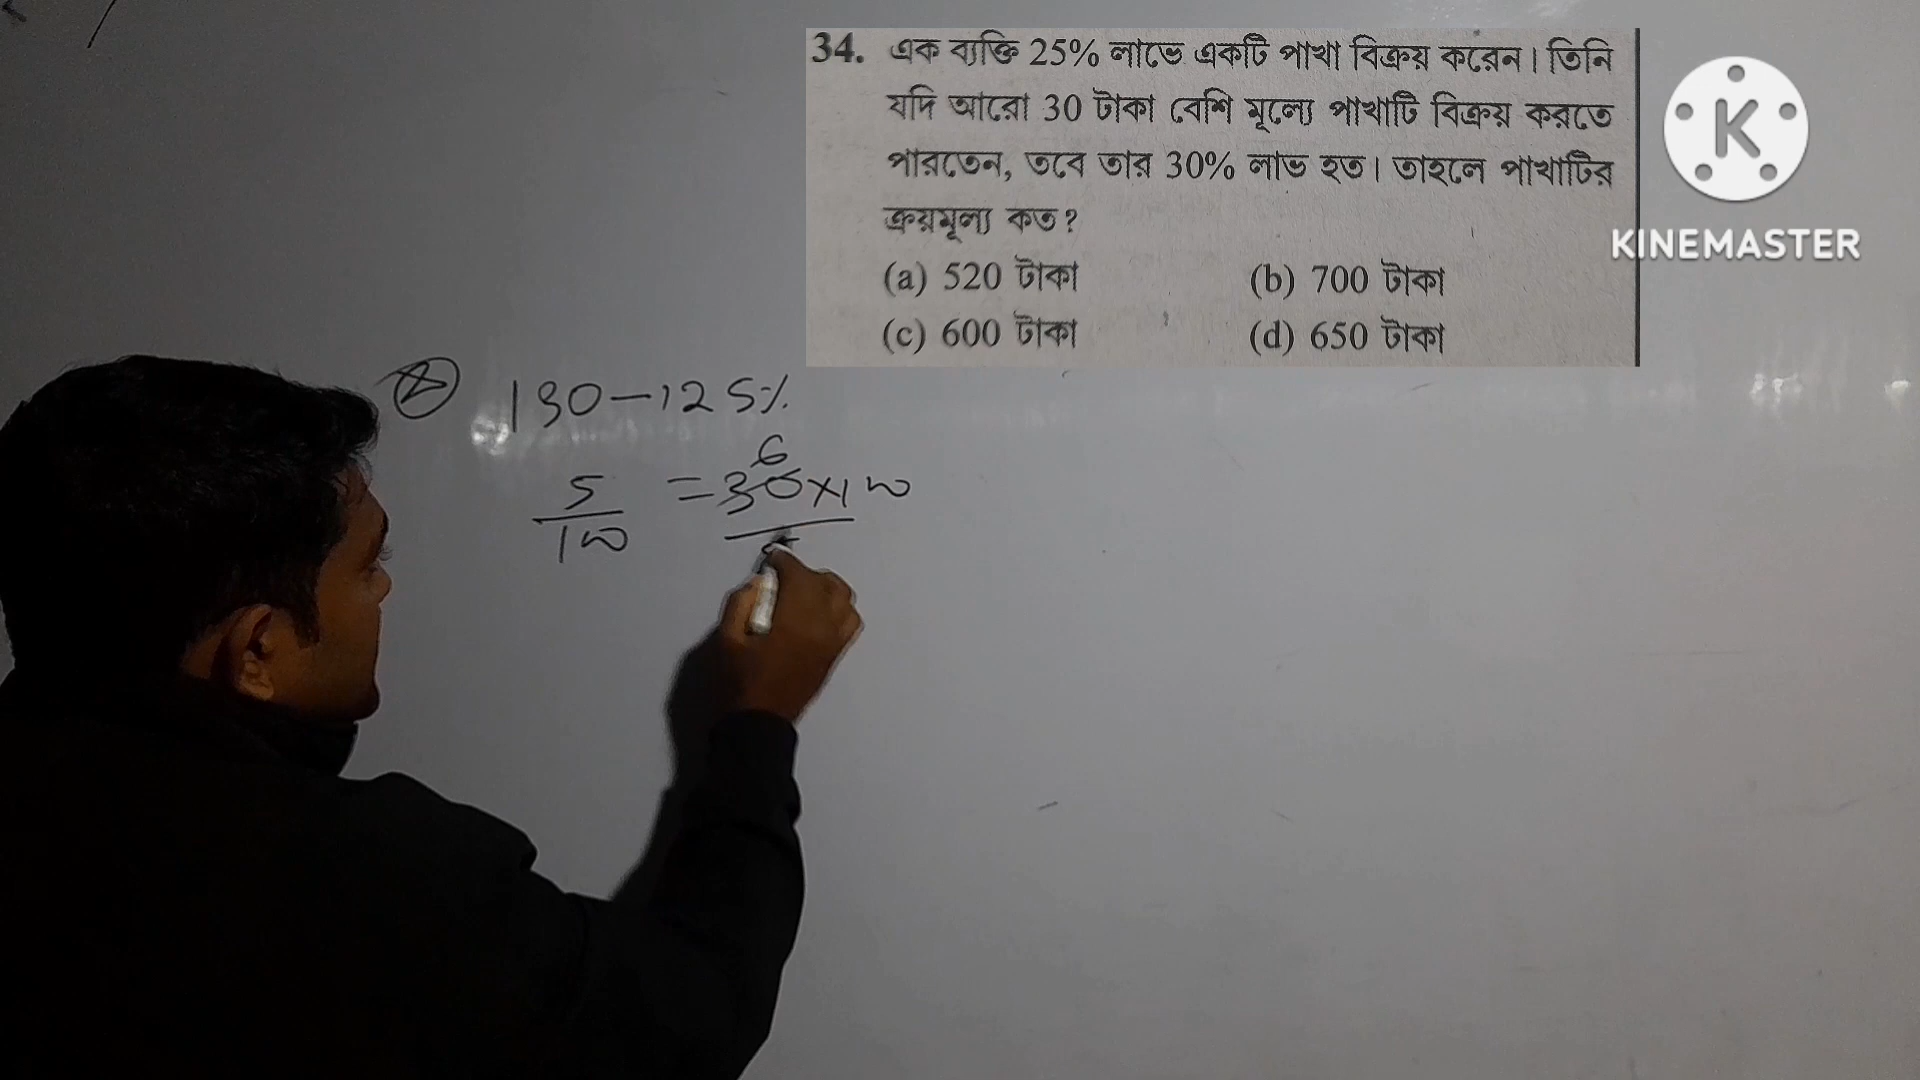 34. এক ব্যক্তি 25% লাভে একটি পাখা বিক্রয় করেন। তিনি
যদি আরো 30 টাকা বেশি মূল্যে পাখাটি বিক্রয় করতে
পারতেন, তবে তার 30% লাভ হত। তাহলে পাখাটির
ক্রয়মূল্য কত?
(a) 520 টাকা (b) 700 টাকা
(c) 600 টাকা (d) 650 টাকা
K
KINEMASTER
130-125%
6
5 = 30×100
100 5